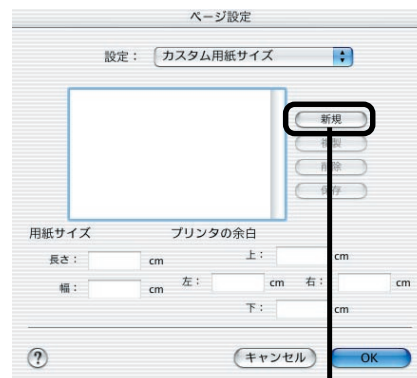 ページ設定
設定： カスタム用紙サイズ
新規
複製
削除
保存
用紙サイズ プリンタの余白
長さ： cm 上： cm
幅： cm 左： cm 右： cm
下： cm
? キャンセル OK